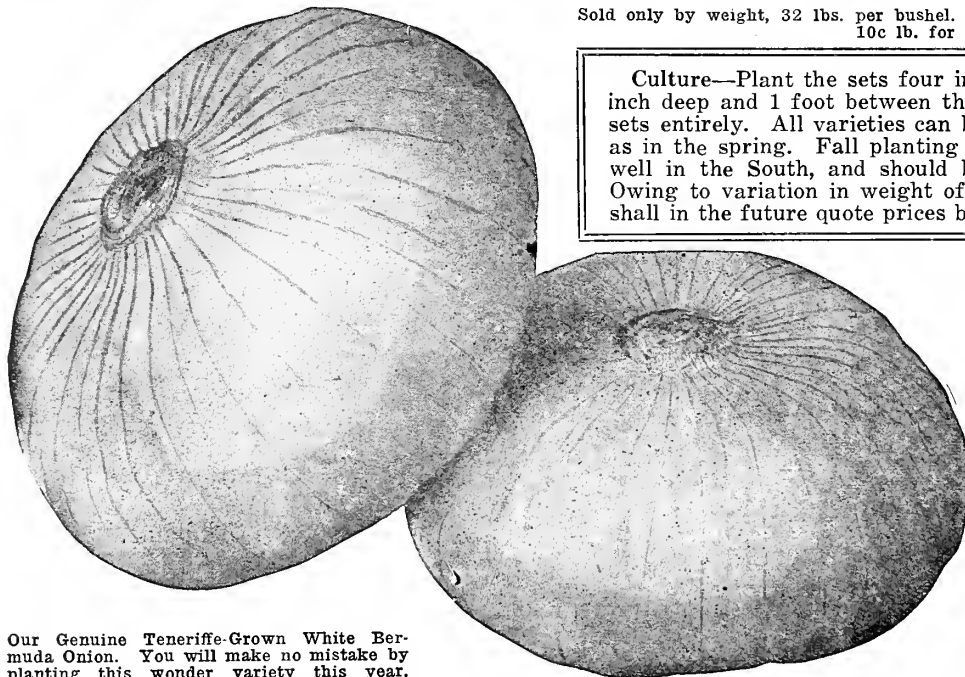 Sold only by weight, 32 lbs. per bushel.
10c lb. for
Culture—Plant the sets four in
inch deep and 1 foot between th
sets entirely. All varieties can b
as in the spring. Fall planting
well in the South, and should b
Owing to variation in weight of
shall in the future quote prices b
Our Genuine Teneriffe-Grown White Ber-
muda Onion. You will make no mistake by
planting this wonder variety this year.